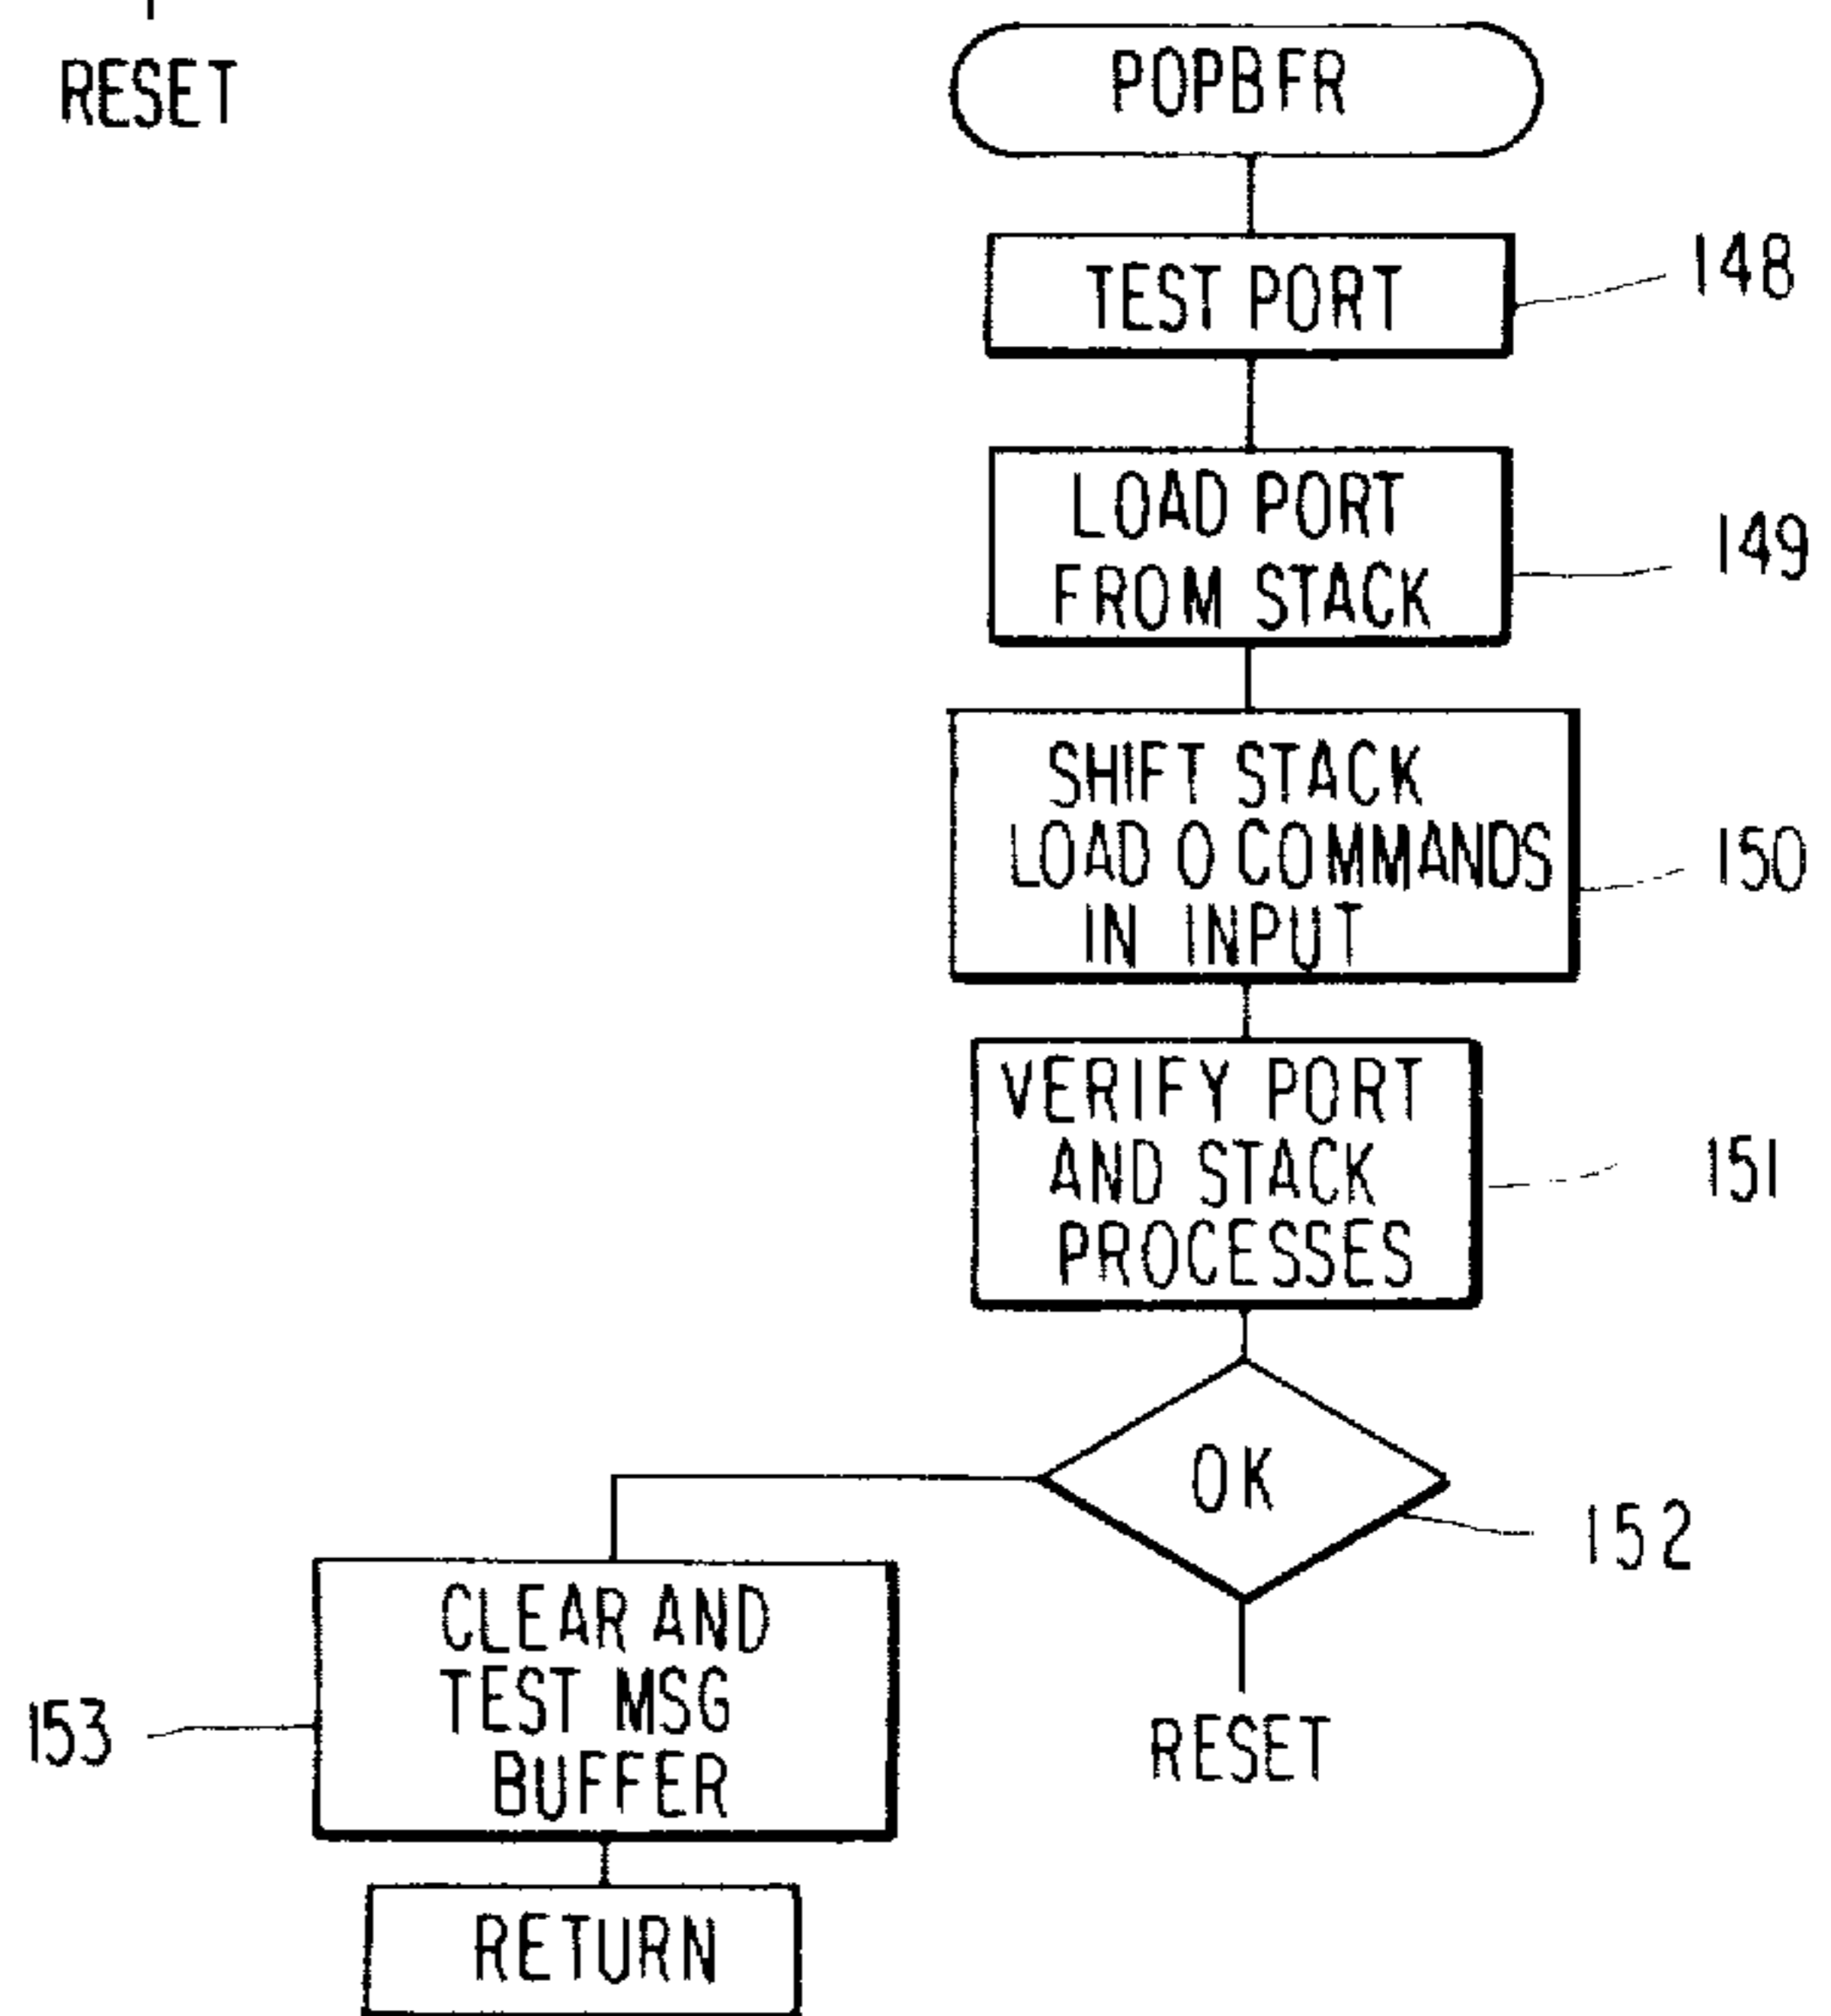 RESET
POPBFR
TEST PORT
148
LOAD PORT
FROM STACK
149
SHIFT STACK
LOAD 0 COMMANDS
IN INPUT
150
VERIFY PORT
AND STACK
PROCESSES
151
OK
152
CLEAR AND
TEST MSG
BUFFER
153
RESET
RETURN